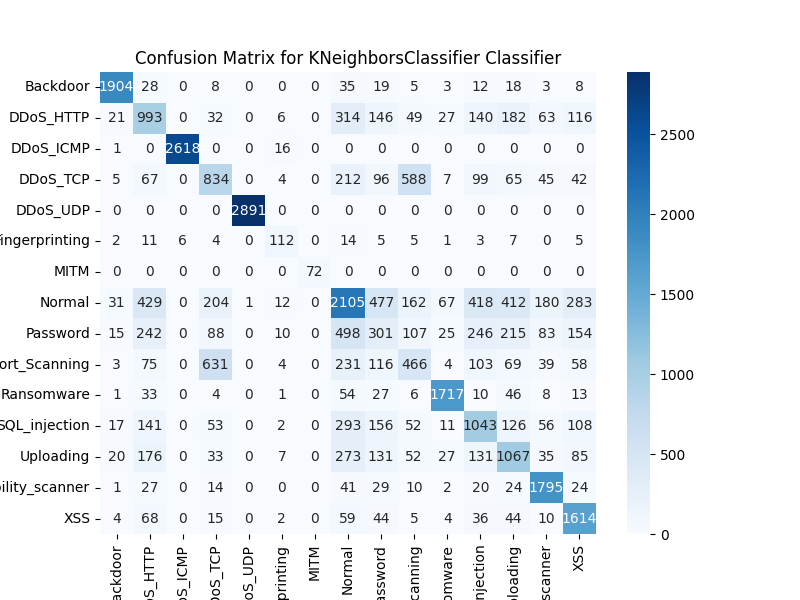 Confusion Matrix for KNeighborsClassifier Classifier
Backdoor 1904 28 0 8 0 0 0 35 19 5 3 12 18 3 8
DDoS_HTTP 21 993 0 32 0 6 0 314 146 49 27 140 182 63 116
DDoS_ICMP 1 0 2618 0 0 16 0 0 0 0 0 0 0 0 0
DDoS_TCP 5 67 0 834 0 4 0 212 96 588 7 99 65 45 42
DDoS_UDP 0 0 0 0 2891 0 0 0 0 0 0 0 0 0 0
ingerprinting 2 11 6 4 0 112 0 14 5 5 1 3 7 0 5
MITM 0 0 0 0 0 0 72 0 0 0 0 0 0 0 0
Normal 31 429 0 204 1 12 0 2105 477 162 67 418 412 180 283
Password 15 242 0 88 0 10 0 498 301 107 25 246 215 83 154
ort_Scanning 3 75 0 631 0 4 0 231 116 466 4 103 69 39 58
Ransomware 1 33 0 4 0 1 0 54 27 6 1717 10 46 8 13
SQL_injection 17 141 0 53 0 2 0 293 156 52 11 1043 126 56 108
Uploading 20 176 0 33 0 7 0 273 131 52 27 131 1067 35 85
bility_scanner 1 27 0 14 0 0 0 41 29 10 2 20 24 1795 24
XSS 4 68 0 15 0 2 0 59 44 5 4 36 44 10 1614
ackdoor oS_HTTP oS_ICMP oS_TCP oS_UDP printing MITM Normal assword canning omware njection ploading scanner XSS
2500
2000
1500
1000
500
0